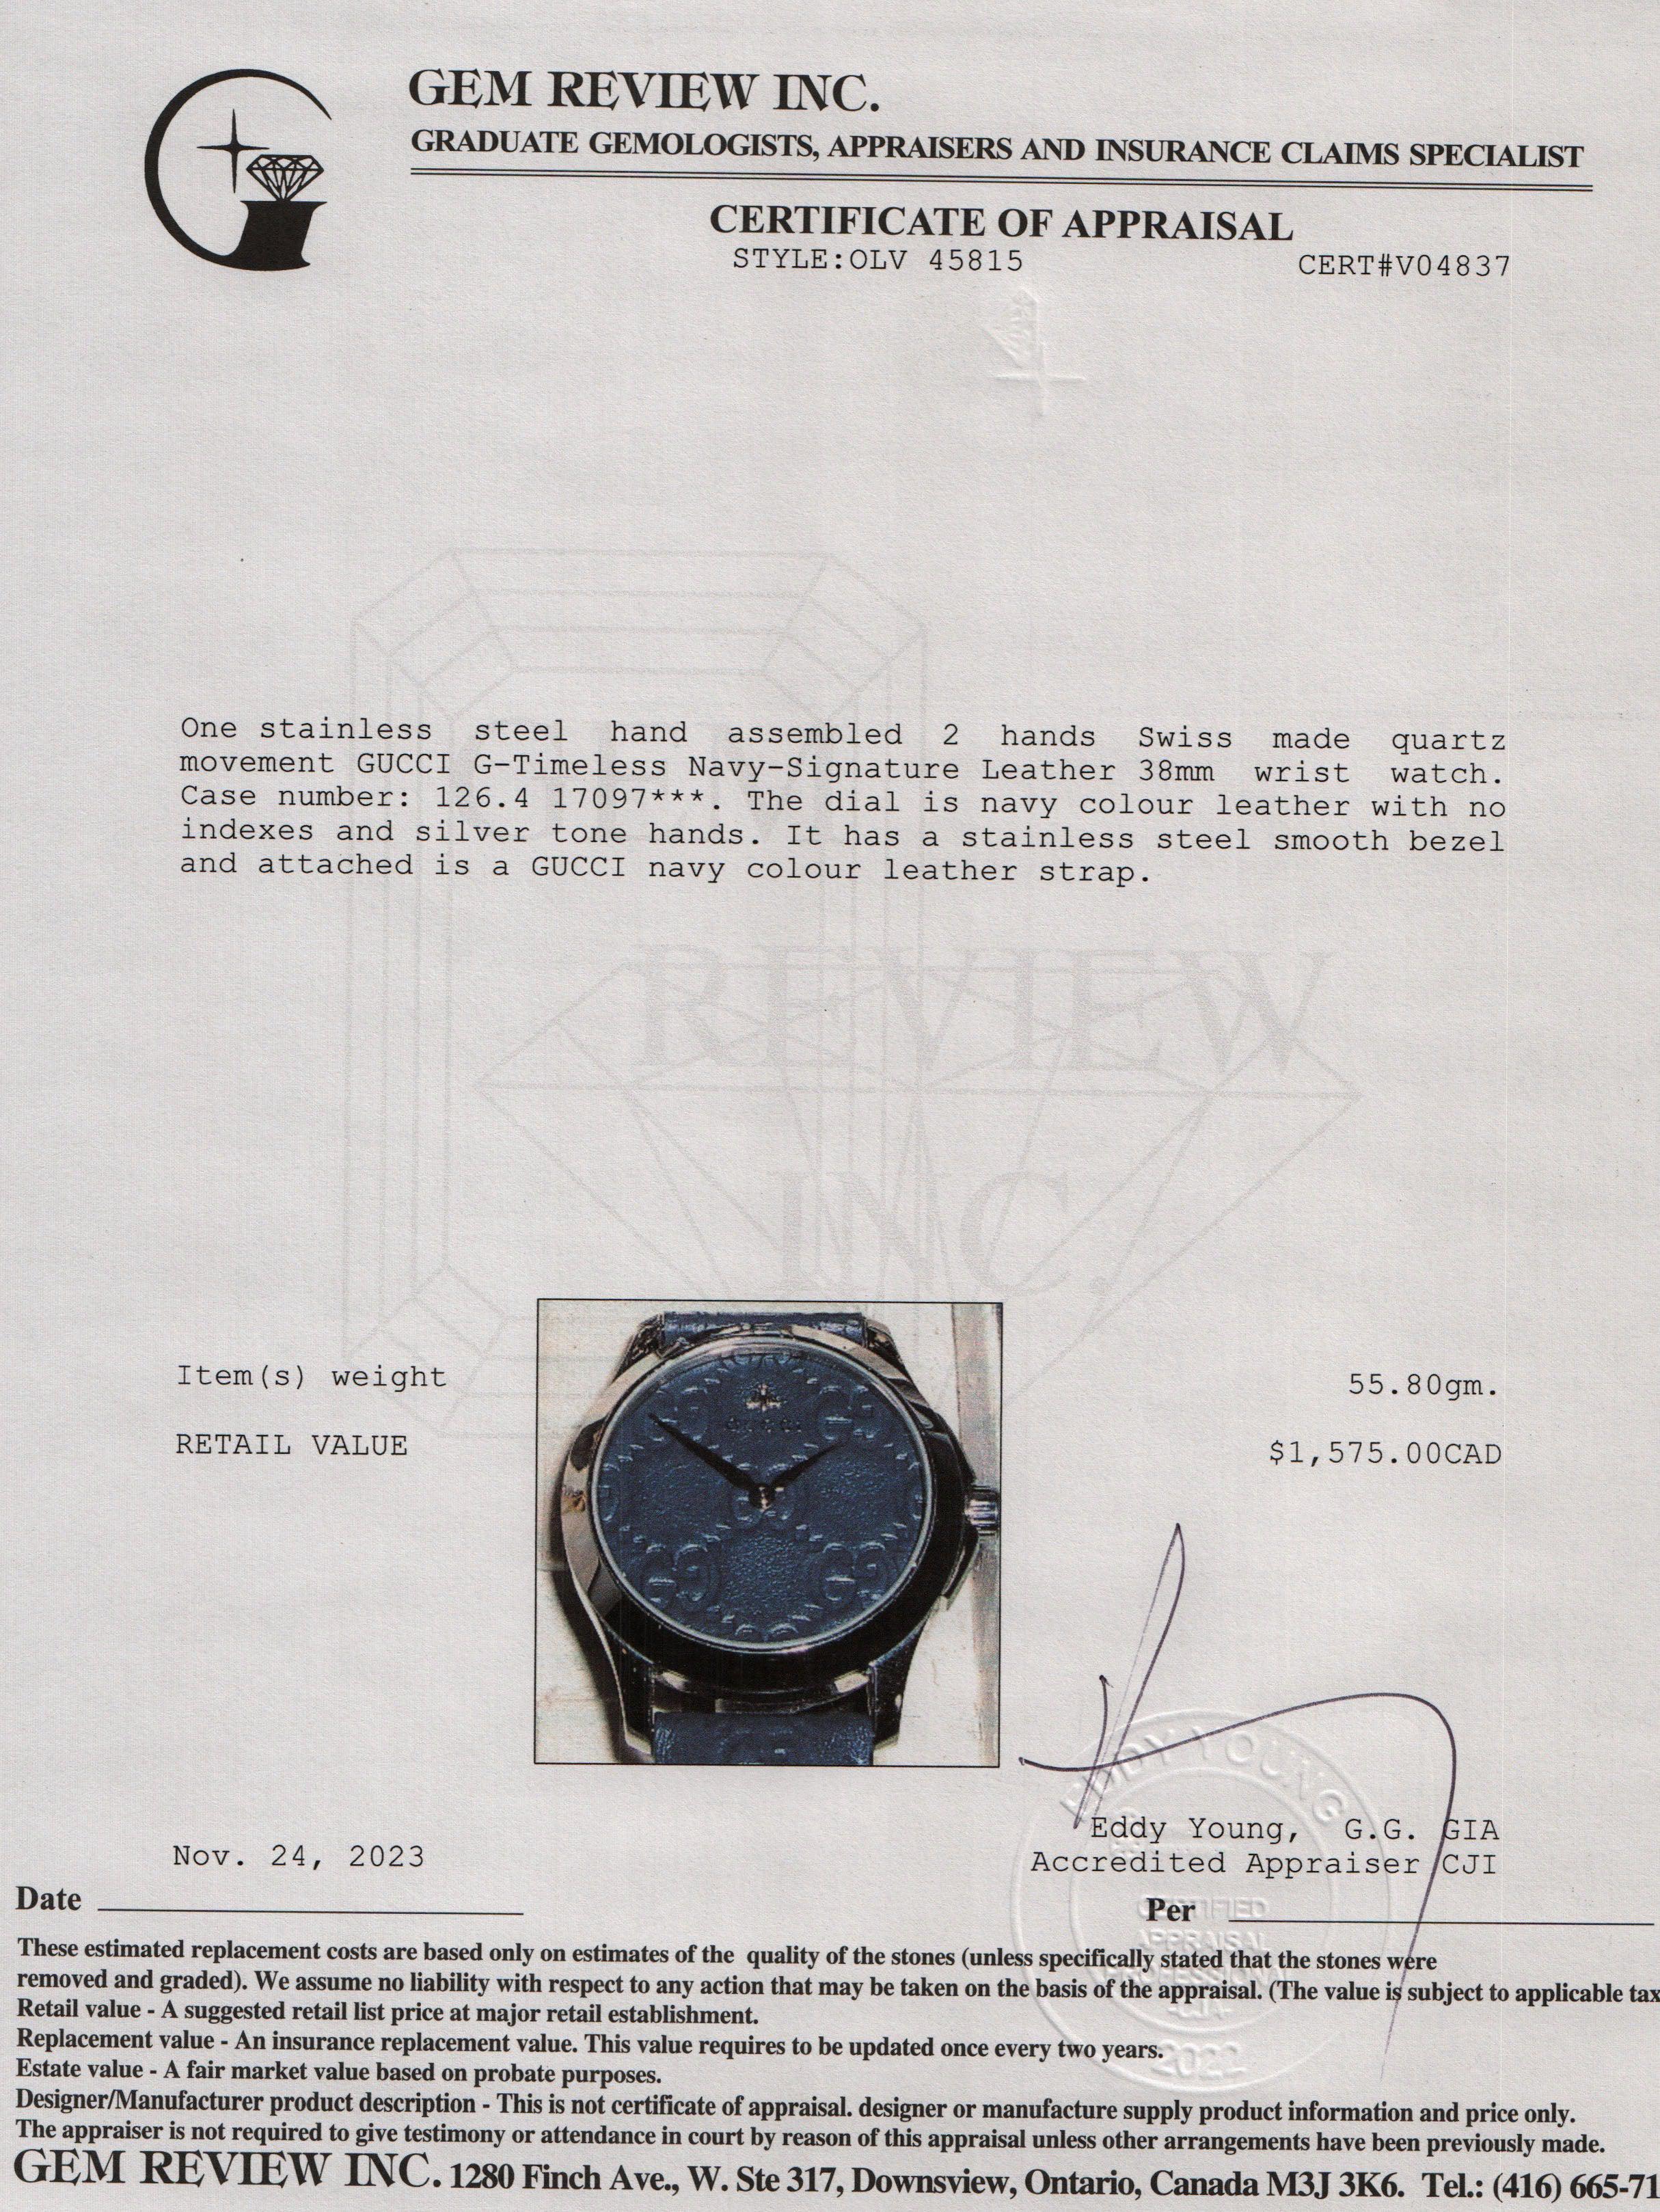 GEM REVIEW INC.
GRADUATE GEMOLOGISTS, APPRAISERS AND INSURANCE CLAIMS SPECIALIST
CERTIFICATE OF APPRAISAL
STYLE:OLV 45815
CERT#V04837
One stainless steel hand assembled 2 hands Swiss made quartz
movement GUCCI G-Timeless Navy-Signature Leather 38mm wrist watch.
Case number: 126.4 17097***. The dial is navy colour leather with no
indexes and silver tone hands. It has a stainless steel smooth bezel
and attached is a GUCCI navy colour leather strap.
REVIEW
INC.
GUCCI
Item(s) weight 55.80gm.
RETAIL VALUE $1,575.00CAD
EDDY YOUNG
Eddy Young, G.G. GIA
Nov. 24, 2023
Accredited Appraiser CJI
Date
Per
CERTIFIED
APPRAISAL
PROFESSIONAL
2022
These estimated replacement costs are based only on estimates of the quality of the stones (unless specifically stated that the stones were
removed and graded). We assume no liability with respect to any action that may be taken on the basis of the appraisal. (The value is subject to applicable tax
Retail value - A suggested retail list price at major retail establishment.
Replacement value - An insurance replacement value. This value requires to be updated once every two years.
Estate value - A fair market value based on probate purposes.
Designer/Manufacturer product description - This is not certificate of appraisal. designer or manufacture supply product information and price only.
The appraiser is not required to give testimony or attendance in court by reason of this appraisal unless other arrangements have been previously made.
GEM REVIEW INC. 1280 Finch Ave., W. Ste 317, Downsview, Ontario, Canada M3J 3K6. Tel.: (416) 665-71